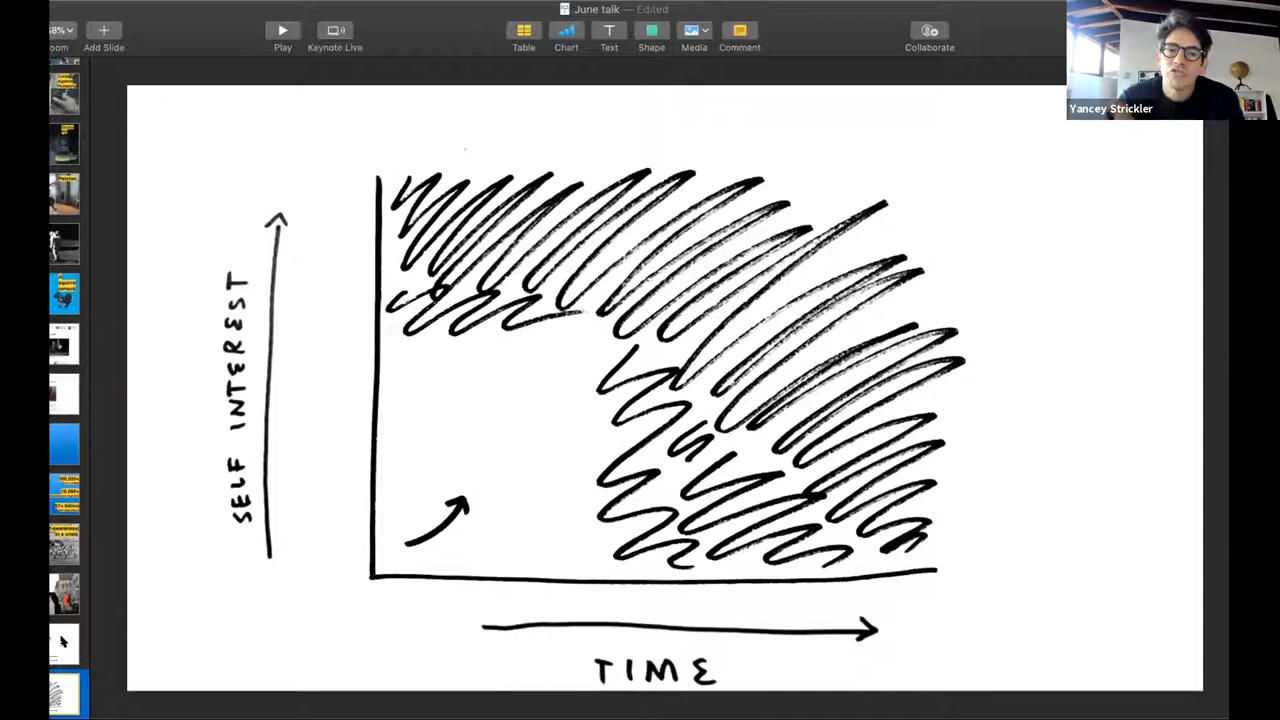 June talk — Edited
Add Slide
Play
Keynote Live
Table
Chart
Text
Shape
Media
Comment
Collaborate
Yancey Strickler
SELF INTEREST
TIME